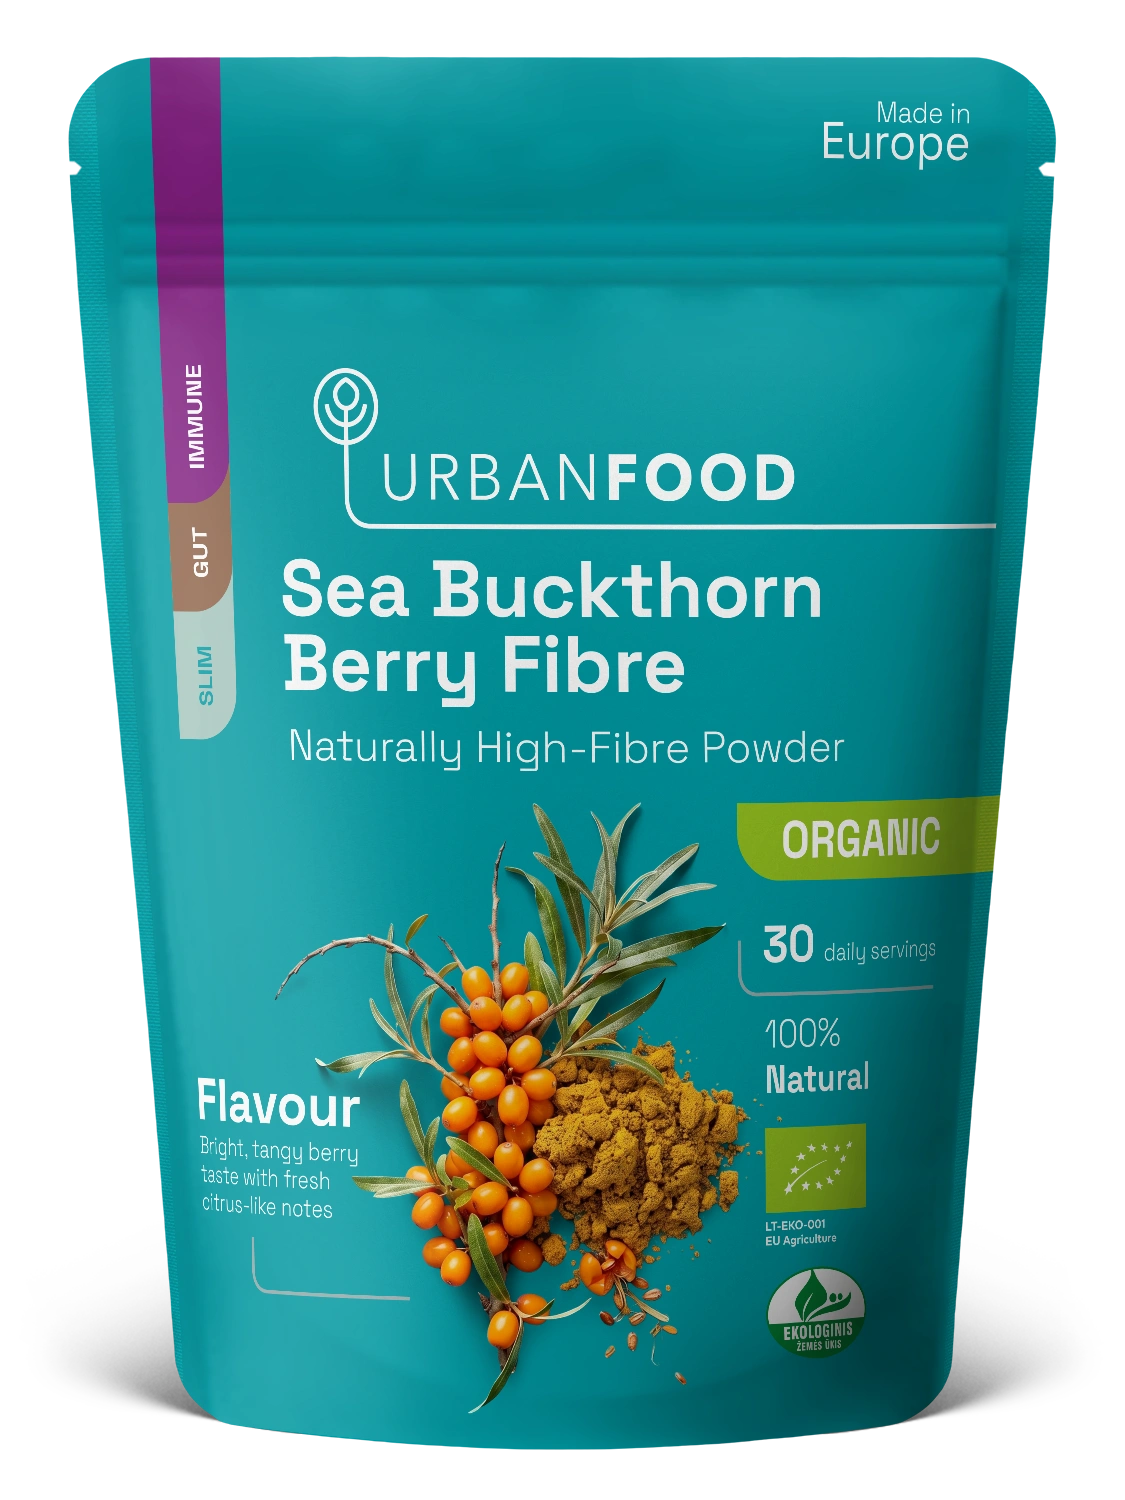 Made in
Europe
IMMUNE
GUT
SLIM
URBANFOOD
Sea Buckthorn
Berry Fibre
Naturally High-Fibre Powder
ORGANIC
30 daily servings
100%
Natural
Flavour
Bright, tangy berry
taste with fresh
citrus-like notes
LT-EKO-001
EU Agriculture
EKOLOGINIS
ŽEMĖS ŪKIS